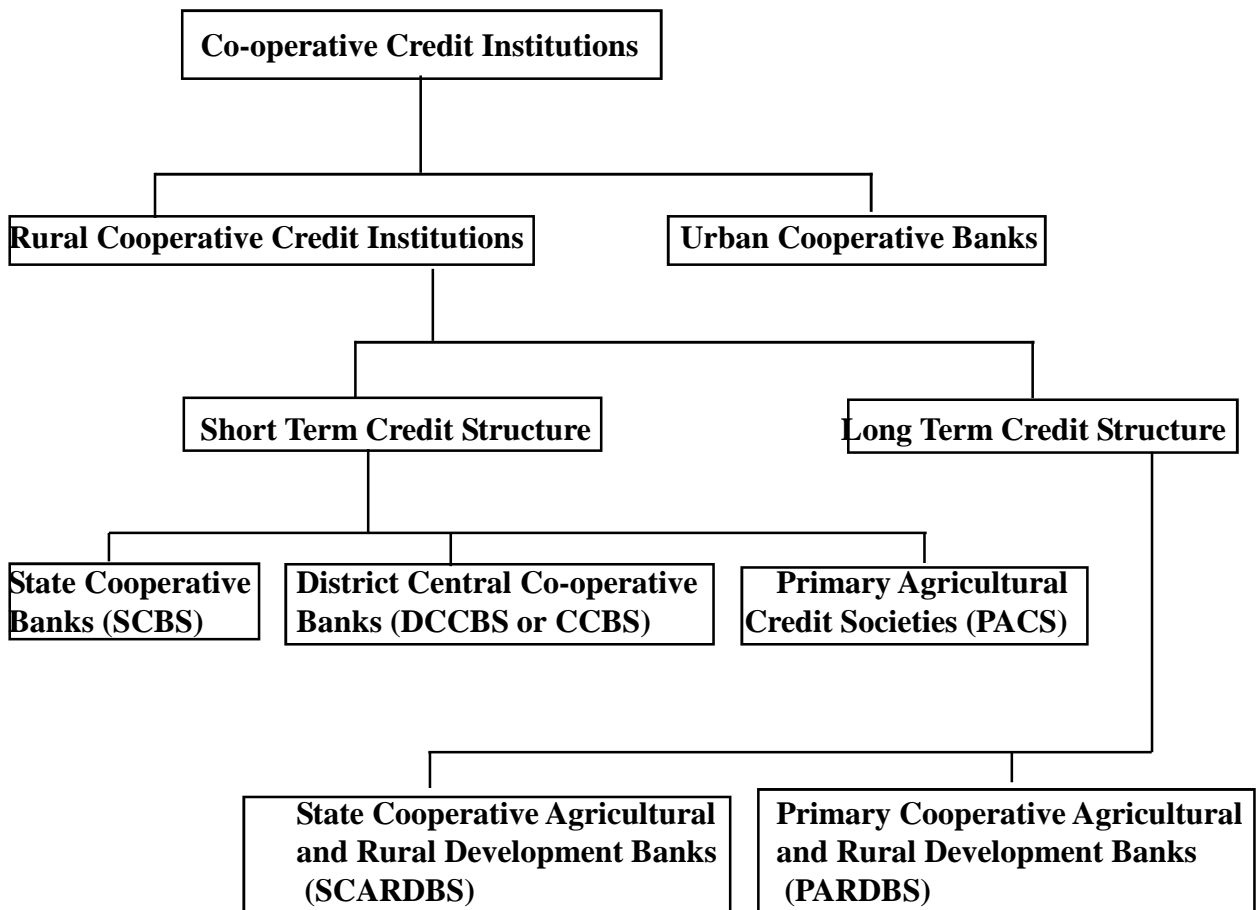 Co-operative Credit Institutions
Rural Cooperative Credit Institutions
Urban Cooperative Banks
Short Term Credit Structure
Long Term Credit Structure
State Cooperative
Banks (SCBS)
District Central Co-operative
Banks (DCCBS or CCBS)
Primary Agricultural
Credit Societies (PACS)
State Cooperative Agricultural
and Rural Development Banks
(SCARDBS)
Primary Cooperative Agricultural
and Rural Development Banks
(PARDBS)